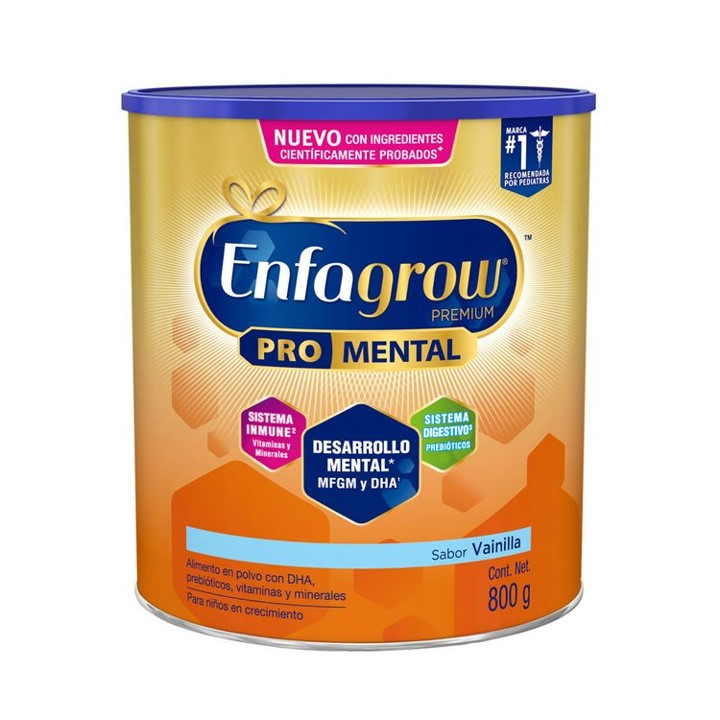 NUEVO CON INGREDIENTES
CIENTÍFICAMENTE PROBADOS+
MARCA
#1
RECOMENDADA
POR PEDIATRAS
Enfagrow®
™
PREMIUM
PRO MENTAL
SISTEMA
INMUNE²
Vitaminas y
Minerales
DESARROLLO
MENTAL*
MFGM y DHA¹
SISTEMA
DIGESTIVO³
PREBIÓTICOS
Sabor Vainilla
Alimento en polvo con DHA,
prebióticos, vitaminas y minerales
Para niños en crecimiento
Cont. Net.
800 g